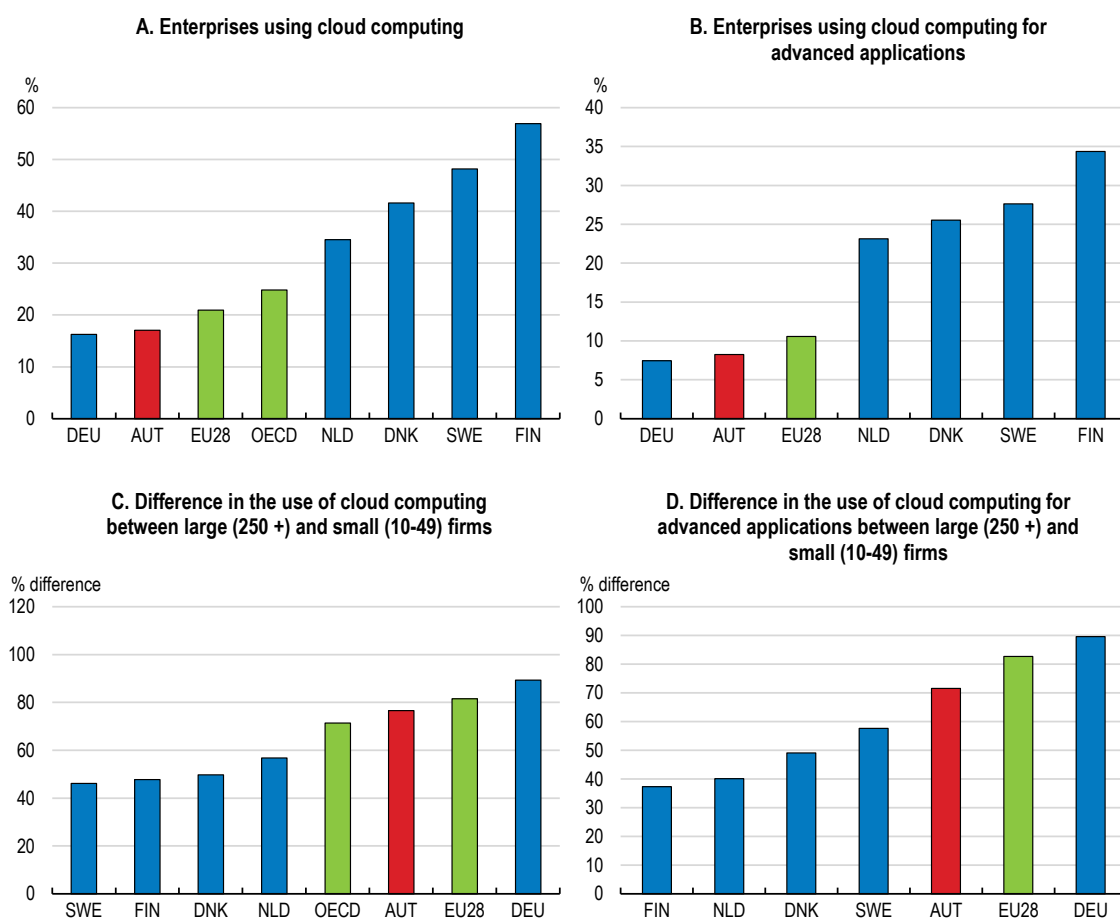 A. Enterprises using cloud computing
%
60
50
40
30
20
10
0
DEU AUT EU28 OECD NLD DNK SWE FIN
B. Enterprises using cloud computing for
advanced applications
%
40
35
30
25
20
15
10
5
0
DEU AUT EU28 NLD DNK SWE FIN
C. Difference in the use of cloud computing
between large (250 +) and small (10-49) firms
% difference
120
100
80
60
40
20
0
SWE FIN DNK NLD OECD AUT EU28 DEU
D. Difference in the use of cloud computing for
advanced applications between large (250 +) and
small (10-49) firms
% difference
100
90
80
70
60
50
40
30
20
10
0
FIN NLD DNK SWE AUT EU28 DEU